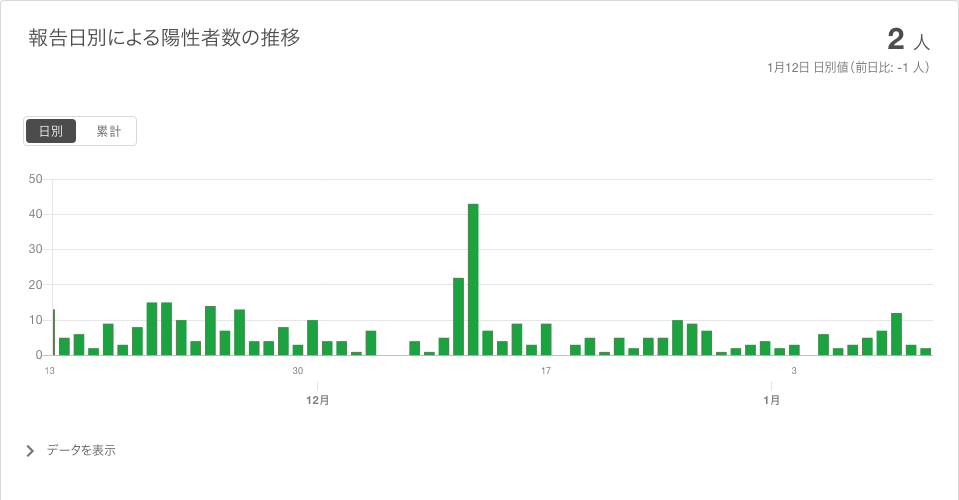 報告日別による陽性者数の推移
2 人
1月12日 日別値（前日比: -1 人）
日別 累計
50
40
30
20
10
0
13 30 17 3
12月 1月
データを表示